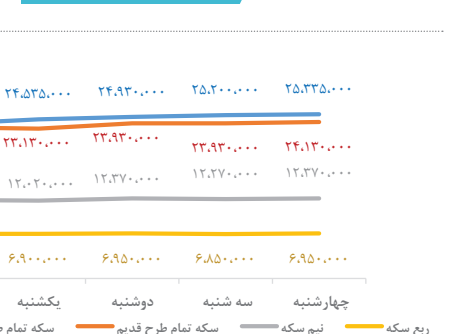 ۲۴،۵۳۵،۰۰۰ ۲۴،۹۳۰،۰۰۰ ۲۵،۲۰۰،۰۰۰ ۲۵،۳۳۵،۰۰۰
۲۳،۱۳۰،۰۰۰ ۲۳،۹۳۰،۰۰۰ ۲۳،۹۳۰،۰۰۰ ۲۴،۱۳۰،۰۰۰
۱۲،۰۲۰،۰۰۰ ۱۲،۳۷۰،۰۰۰ ۱۲،۲۷۰،۰۰۰ ۱۲،۳۷۰،۰۰۰
۶،۹۰۰،۰۰۰ ۶،۹۵۰،۰۰۰ ۶،۸۵۰،۰۰۰ ۶،۹۵۰،۰۰۰
یکشنبه دوشنبه سه شنبه چهارشنبه
سکه تمام سکه تمام طرح قدیم نیم سکه ربع سکه